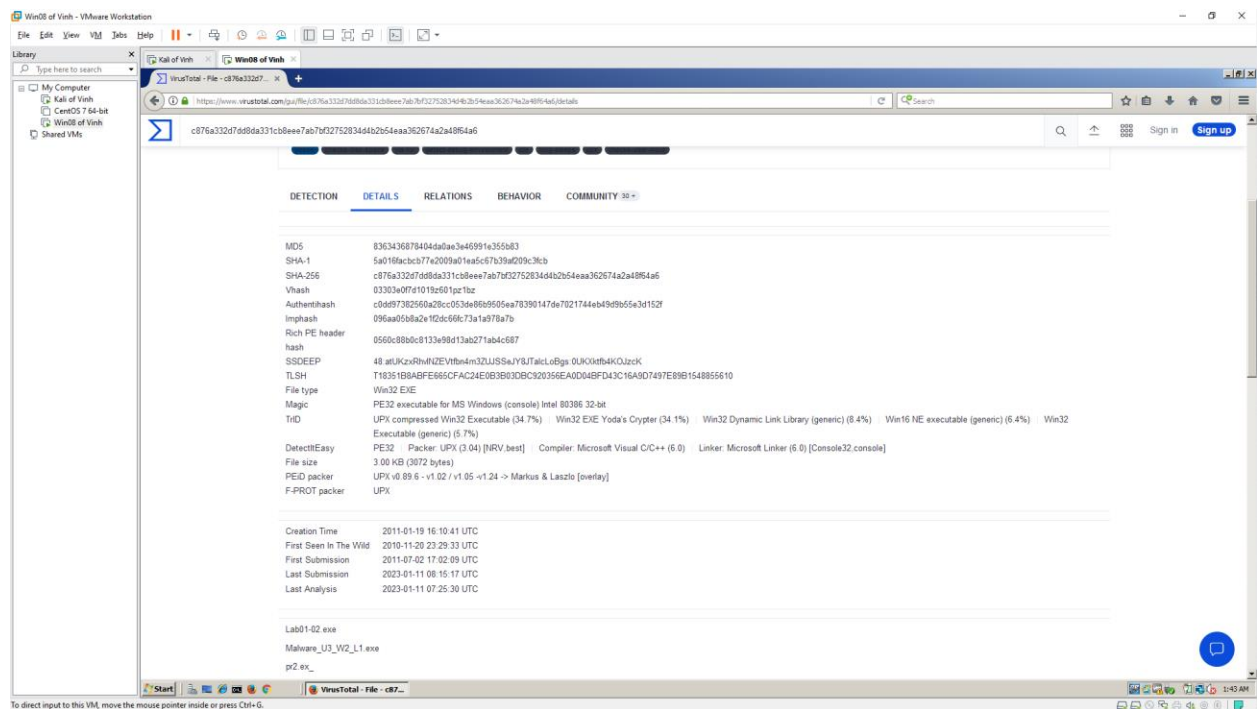 Win08 of Vinh - VMware Workstation
File Edit View VM Tabs Help
Library
Type here to search
My Computer
Kali of Vinh
CentOS 7 64-bit
Win08 of Vinh
Shared VMs
Kali of Vinh
Win08 of Vinh
VirusTotal - File - c876a332d7...
https://www.virustotal.com/gui/file/c876a332d7dd8da331cb8eee7ab7bf32752834d4b2b54eaa362674a2a48f64a6/details
Search
c876a332d7dd8da331cb8eee7ab7bf32752834d4b2b54eaa362674a2a48f64a6
Sign in
Sign up
DETECTION DETAILS RELATIONS BEHAVIOR COMMUNITY 30 +
MD5 8363436878404da0ae3e46991e355b83
SHA-1 5a016facbcb77e2009a01ea5c67b39af209c3fcb
SHA-256 c876a332d7dd8da331cb8eee7ab7bf32752834d4b2b54eaa362674a2a48f64a6
Vhash 03303e0f7d1019z601pz1bz
Authentihash c0dd97382560a28cc053de86b9505ea78390147de7021744eb49d9b55e3d152f
Imphash 096aa05b8a2e1f2dc66fc73a1a978a7b
Rich PE header hash 0560c88b0c8133e98d13ab271ab4c687
SSDEEP 48:atUKzxRhvlNZEVtfbn4m3ZUJSSeJY8JTalcLoBgs:0UKXktfb4KOJzcK
TLSH T18351B8ABFE665CFAC24E0B3B03DBC920356EA0D04BFD43C16A9D7497E89B1548855610
File type Win32 EXE
Magic PE32 executable for MS Windows (console) Intel 80386 32-bit
TrID UPX compressed Win32 Executable (34.7%) Win32 EXE Yoda's Crypter (34.1%) Win32 Dynamic Link Library (generic) (8.4%) Win16 NE executable (generic) (6.4%) Win32
Executable (generic) (5.7%)
DetectItEasy PE32 Packer: UPX (3.04) [NRV,best] Compiler: Microsoft Visual C/C++ (6.0) Linker: Microsoft Linker (6.0) [Console32,console]
File size 3.00 KB (3072 bytes)
PEiD packer UPX v0.89.6 - v1.02 / v1.05 -v1.24 -> Markus & Laszlo [overlay]
F-PROT packer UPX
Creation Time 2011-01-19 16:10:41 UTC
First Seen In The Wild 2010-11-20 23:29:33 UTC
First Submission 2011-07-02 17:02:09 UTC
Last Submission 2023-01-11 08:15:17 UTC
Last Analysis 2023-01-11 07:25:30 UTC
Lab01-02.exe
Malware_U3_W2_L1.exe
pr2.ex_
Start
VirusTotal - File - c87...
1:43 AM
To direct input to this VM, move the mouse pointer inside or press Ctrl+G.